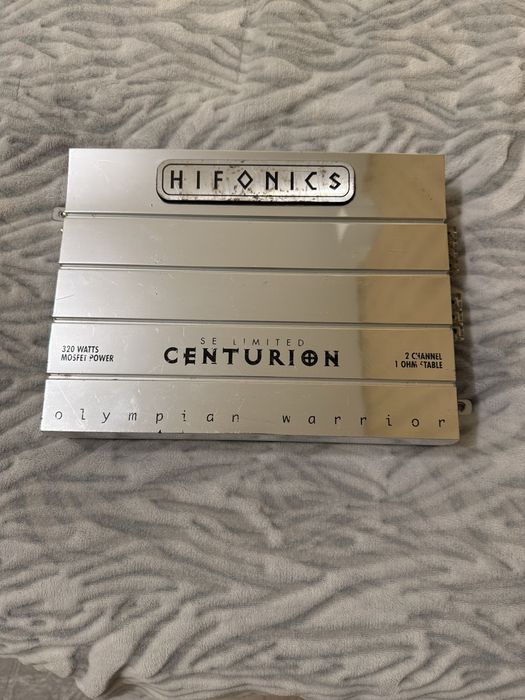 HIFONICS
SE LIMITED
CENTURION
320 WATTS
MOSFET POWER
2 CHANNEL
1 OHM STABLE
olympian warrior